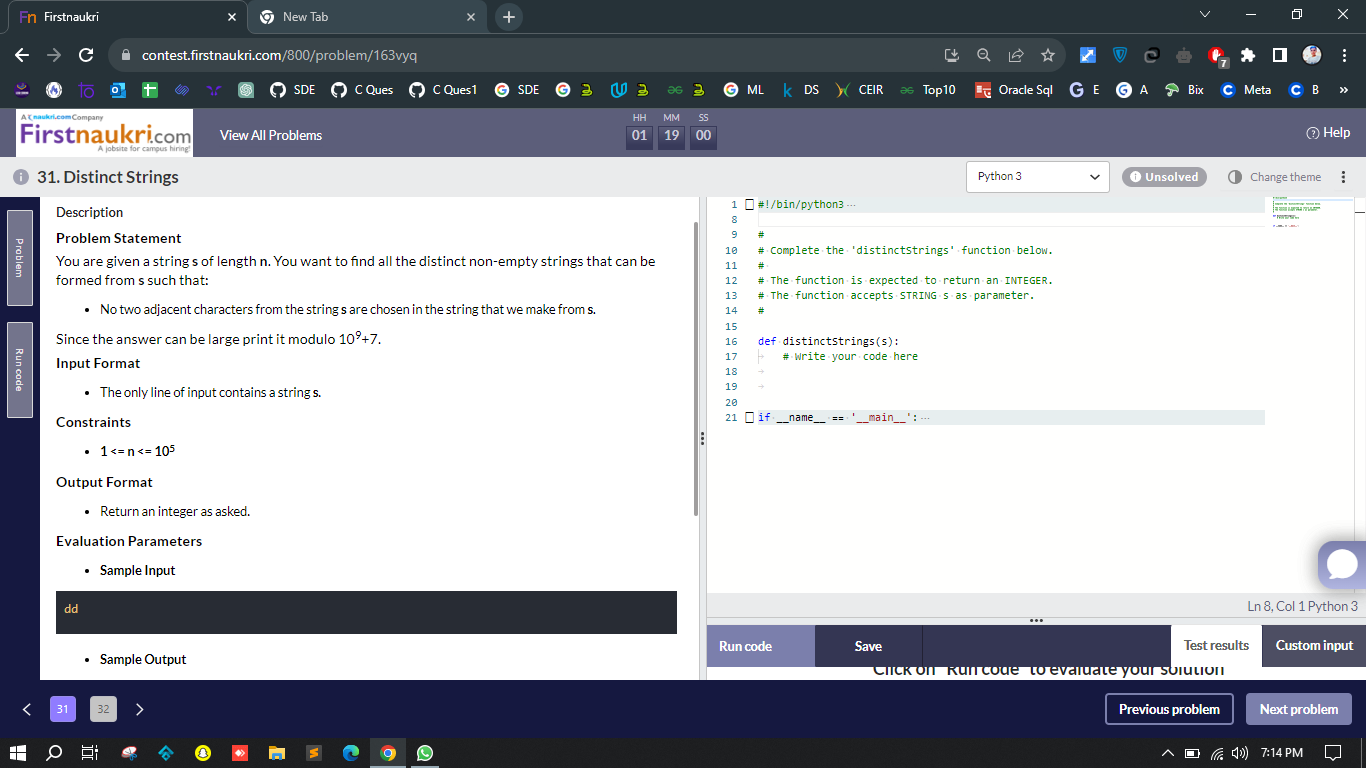 Fn Firstnaukri
New Tab
contest.firstnaukri.com/800/problem/163vyq
7
SDE
C Ques
C Ques1
SDE
ML
DS
CEIR
Top10
Oracle Sql
E
A
Bix
Meta
B
»
A naukri.com Company
Firstnaukri.com
A jobsite for campus hiring!
View All Problems
HH MM SS
01 19 00
Help
31. Distinct Strings
Python 3
Unsolved
Change theme
Problem
Run code
Description
Problem Statement
You are given a string s of length n. You want to find all the distinct non-empty strings that can be
formed from s such that:
• No two adjacent characters from the string s are chosen in the string that we make from s.
Since the answer can be large print it modulo 10⁹+7.
Input Format
• The only line of input contains a string s.
Constraints
• 1 <= n <= 10⁵
Output Format
• Return an integer as asked.
Evaluation Parameters
• Sample Input
dd
• Sample Output
1 #!/bin/python3 ···
8
9 #
10 # Complete the 'distinctStrings' function below.
11 #
12 # The function is expected to return an INTEGER.
13 # The function accepts STRING s as parameter.
14 #
15
16 def distinctStrings(s):
17 # Write your code here
18
19
20
21 if __name__ == '__main__': ···
Ln 8, Col 1 Python 3
Run code
Save
Test results
Custom input
Click on "Run code" to evaluate your solution
31
32
Previous problem
Next problem
7:14 PM